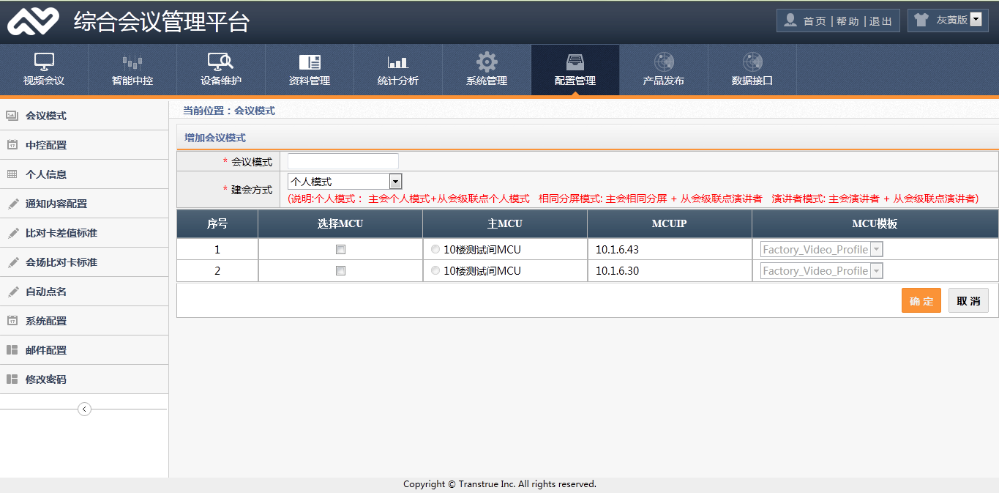 综合会议管理平台
首页 | 帮助 | 退出
灰黄版
视频会议 智能中控 设备维护 资料管理 统计分析 系统管理 配置管理 产品发布 数据接口
会议模式
中控配置
个人信息
通知内容配置
比对卡差值标准
会场比对卡标准
自动点名
系统配置
邮件配置
修改密码
当前位置：会议模式
增加会议模式
* 会议模式
* 建会方式 个人模式
(说明:个人模式： 主会个人模式+从会级联点个人模式 相同分屏模式: 主会相同分屏 + 从会级联点演讲者 演讲者模式: 主会演讲者 + 从会级联点演讲者)
序号 选择MCU 主MCU MCUIP MCU模板
1 10楼测试间MCU 10.1.6.43 Factory_Video_Profile
2 10楼测试间MCU 10.1.6.30 Factory_Video_Profile
确 定 取 消
Copyright © Transtrue Inc. All rights reserved.